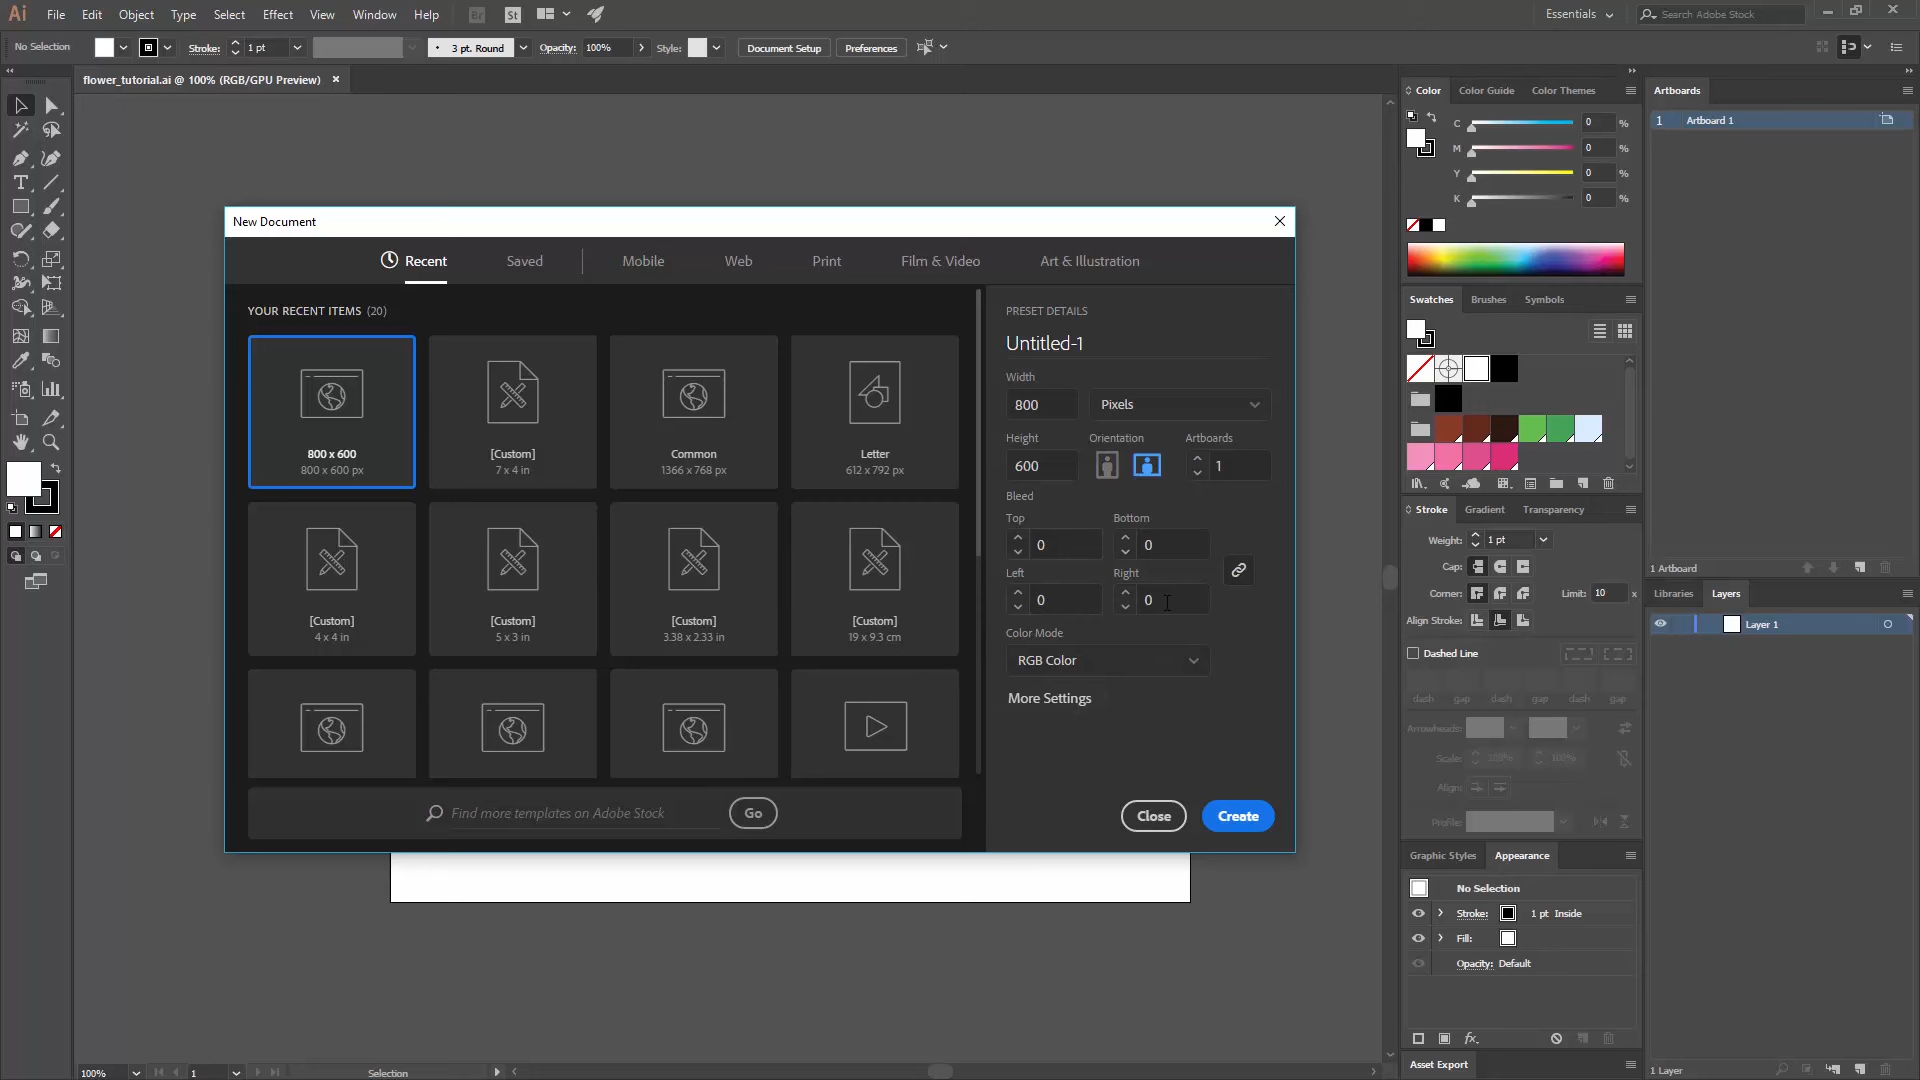 Ai File Edit Object Type Select Effect View Window Help Br St Essentials Search Adobe Stock
No Selection Stroke: 1 pt 3 pt. Round Opacity: 100% Style: Document Setup Preferences
flower_tutorial.ai @ 100% (RGB/GPU Preview)
New Document
Recent Saved Mobile Web Print Film & Video Art & Illustration
YOUR RECENT ITEMS (20)
800 x 600
800 x 600 px
[Custom]
7 x 4 in
Common
1366 x 768 px
Letter
612 x 792 px
[Custom]
4 x 4 in
[Custom]
5 x 3 in
[Custom]
3.38 x 2.33 in
[Custom]
19 x 9.3 cm
Find more templates on Adobe Stock Go
PRESET DETAILS
Untitled-1
Width
800 Pixels
Height Orientation Artboards
600 1
Bleed
Top Bottom
0 0
Left Right
0 0
Color Mode
RGB Color
More Settings
Close Create
Color Color Guide Color Themes
C 0 %
M 0 %
Y 0 %
K 0 %
Swatches Brushes Symbols
Stroke Gradient Transparency
Weight: 1 pt
Cap:
Corner: Limit: 10 x
Align Stroke:
Dashed Line
dash gap dash gap dash gap
Arrowheads:
Scale: 100% 100%
Align:
Profile:
Graphic Styles Appearance
No Selection
Stroke: 1 pt Inside
Fill:
Opacity: Default
fx
Asset Export
Artboards
1 Artboard 1
1 Artboard
Libraries Layers
Layer 1
1 Layer
100% 1 Selection